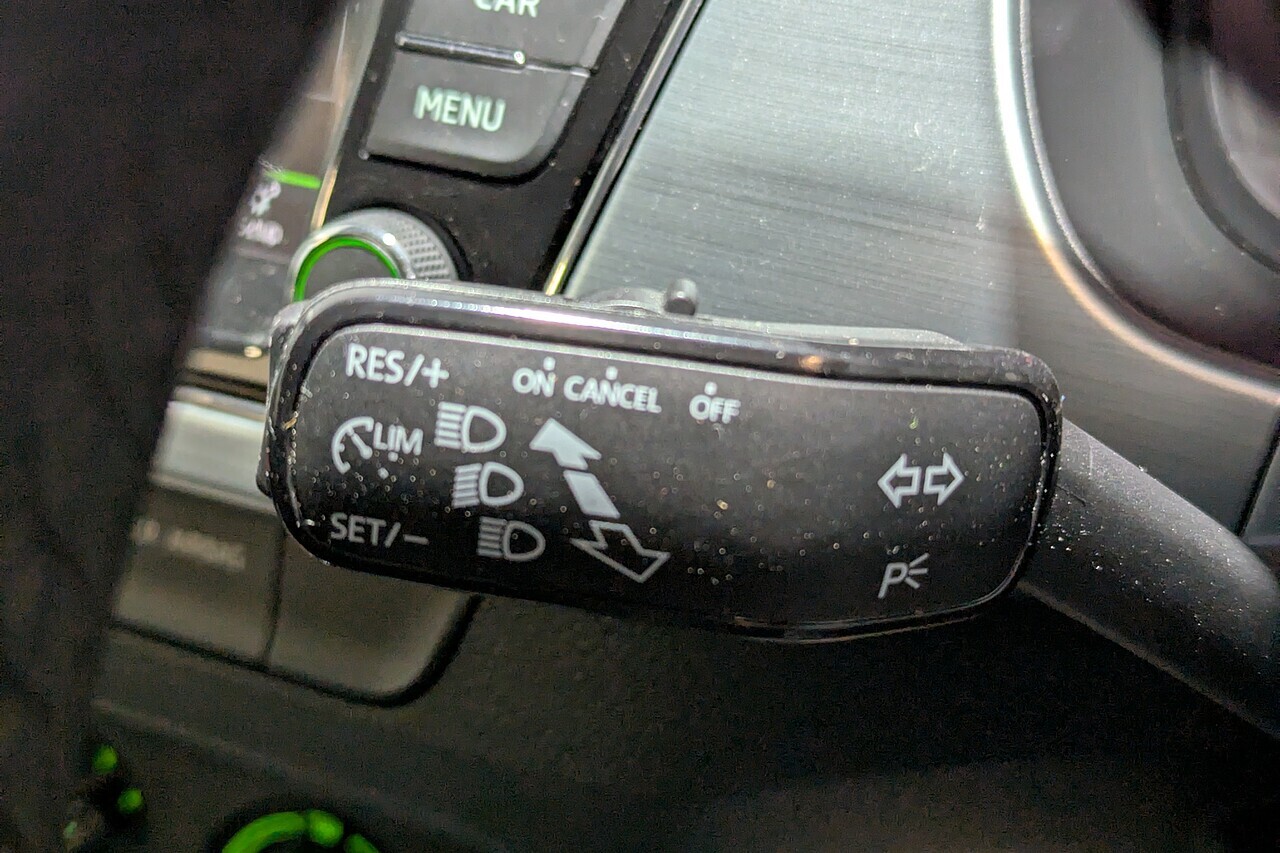 CAR
MENU
RES/+
ON CANCEL OFF
LIM
SET/−
P